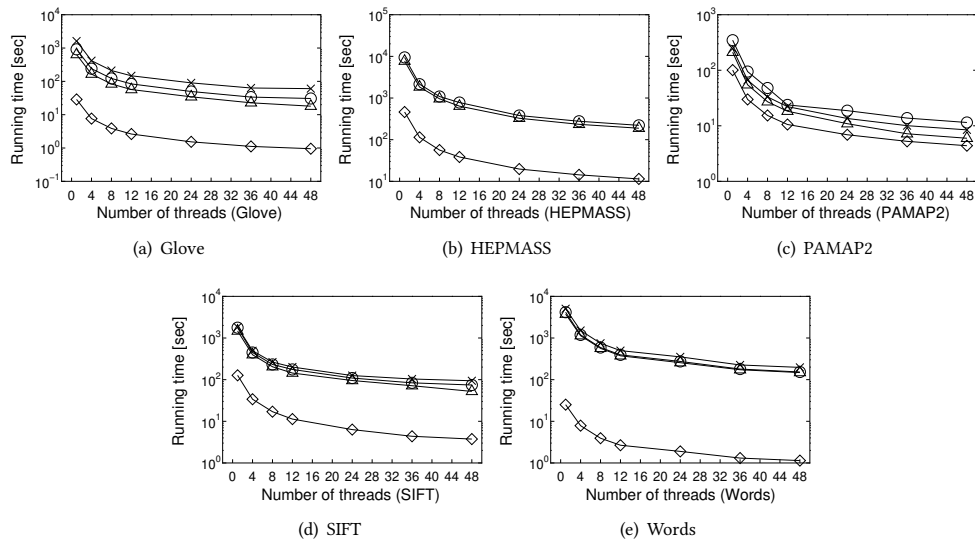 10^4
10^3
10^2
10^1
10^0
10^-1
Running time [sec]
0 4 8 12 16 20 24 28 32 36 40 44 48
Number of threads (Glove)
(a) Glove
10^5
10^4
10^3
10^2
10^1
Running time [sec]
0 4 8 12 16 20 24 28 32 36 40 44 48
Number of threads (HEPMASS)
(b) HEPMASS
10^3
10^2
10^1
10^0
Running time [sec]
0 4 8 12 16 20 24 28 32 36 40 44 48
Number of threads (PAMAP2)
(c) PAMAP2
10^4
10^3
10^2
10^1
10^0
Running time [sec]
0 4 8 12 16 20 24 28 32 36 40 44 48
Number of threads (SIFT)
(d) SIFT
10^4
10^3
10^2
10^1
10^0
Running time [sec]
0 4 8 12 16 20 24 28 32 36 40 44 48
Number of threads (Words)
(e) Words